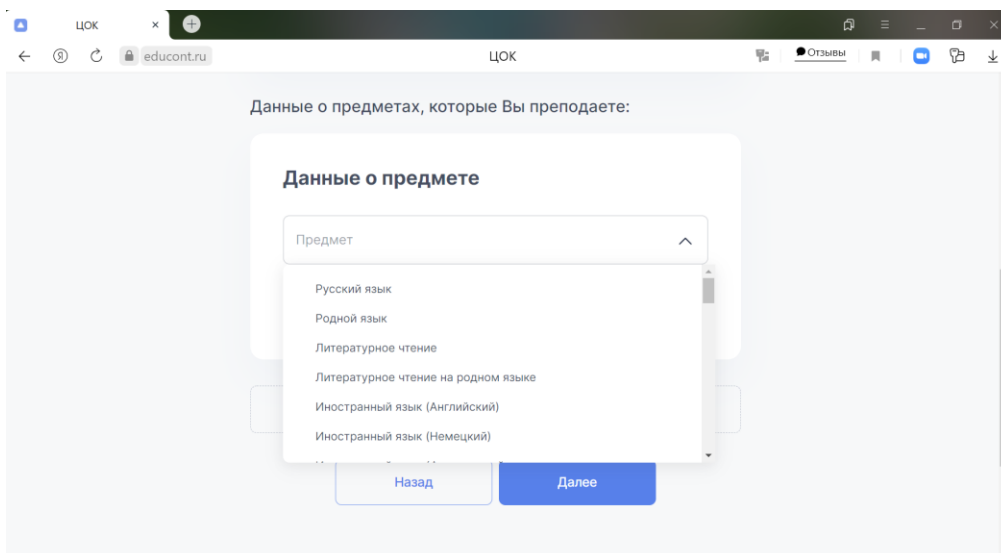 ЦОК
educont.ru
ЦОК
Отзывы
Данные о предметах, которые Вы преподаете:
Данные о предмете
Предмет
Русский язык
Родной язык
Литературное чтение
Литературное чтение на родном языке
Иностранный язык (Английский)
Иностранный язык (Немецкий)
Назад
Далее